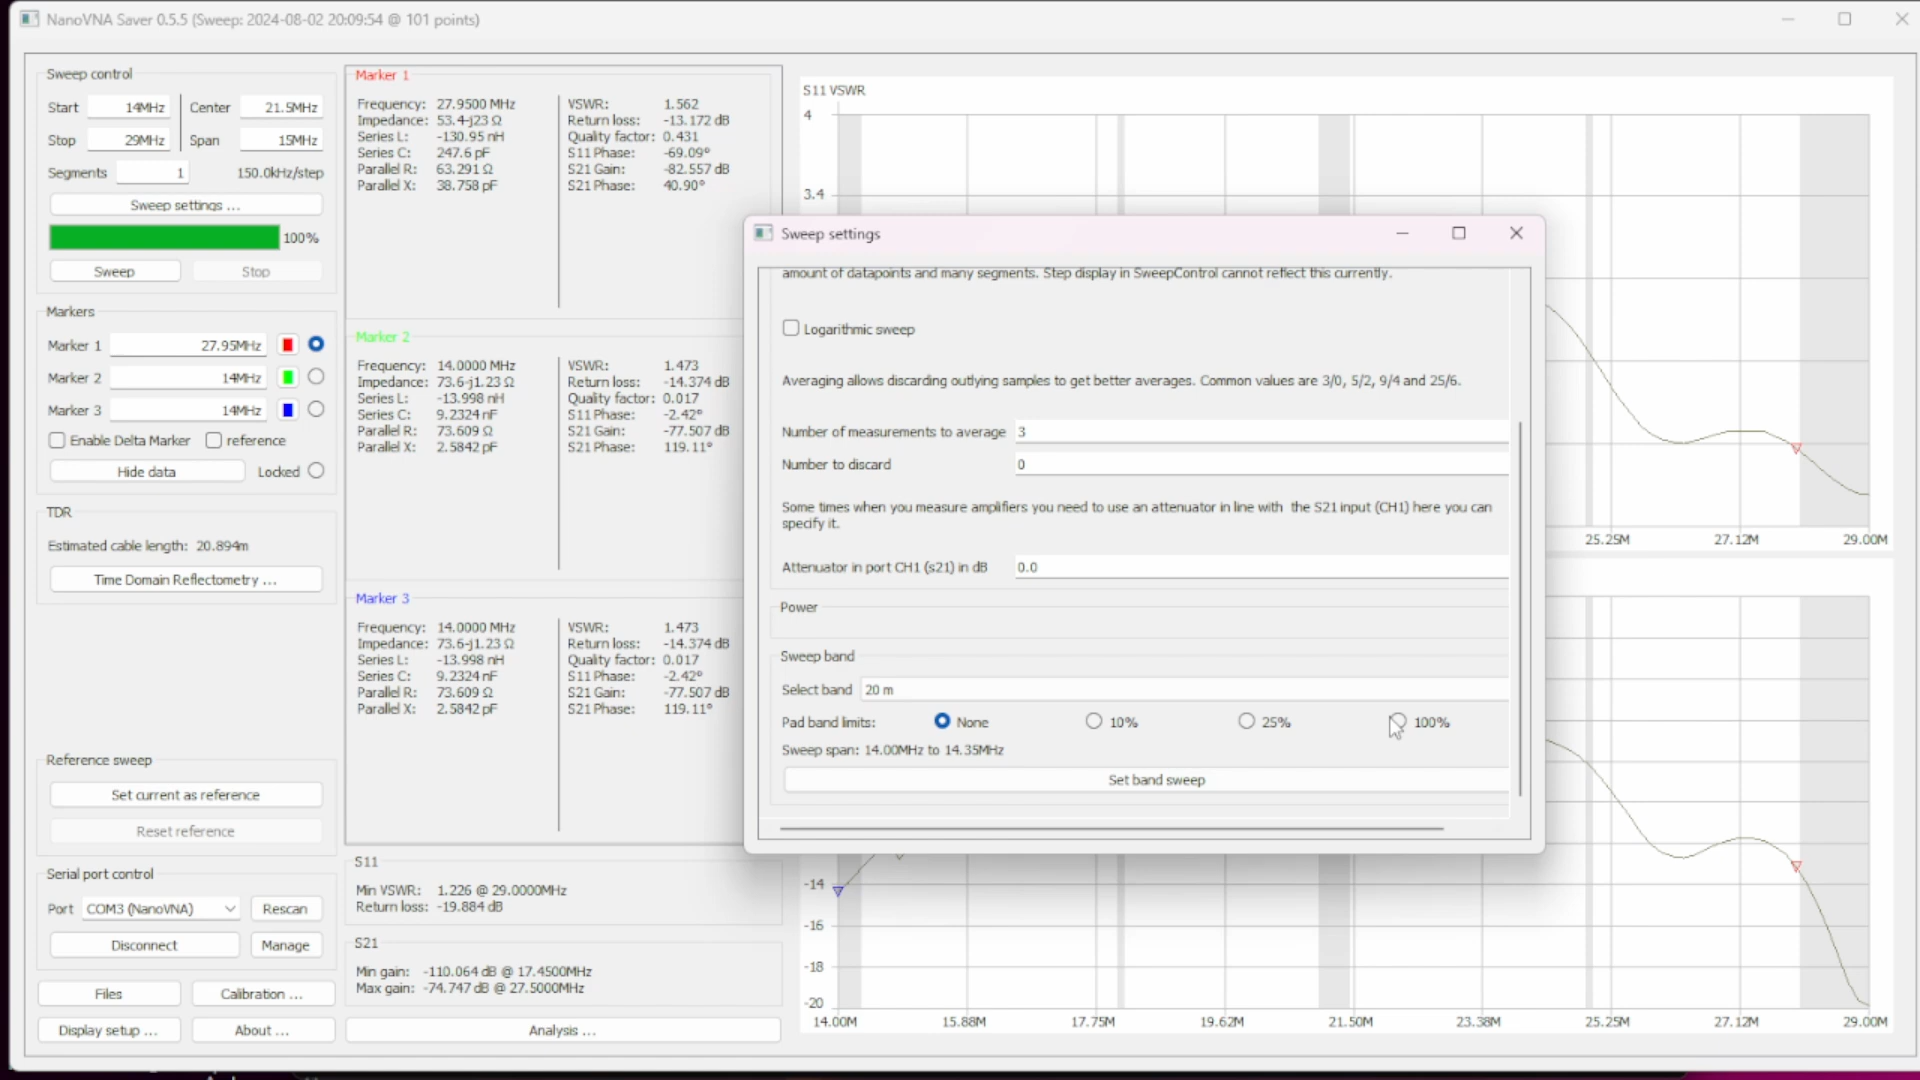 NanoVNA Saver 0.5.5 (Sweep: 2024-08-02 20:09:54 @ 101 points)
Sweep control
Start 14MHz Center 21.5MHz
Stop 29MHz Span 15MHz
Segments 1 150.0kHz/step
Sweep settings ...
100%
Sweep Stop
Markers
Marker 1 27.95MHz
Marker 2 14MHz
Marker 3 14MHz
Enable Delta Marker reference
Hide data Locked
TDR
Estimated cable length: 20.894m
Time Domain Reflectometry ...
Reference sweep
Set current as reference
Reset reference
Serial port control
Port COM3 (NanoVNA) Rescan
Disconnect Manage
Files Calibration ...
Display setup ... About ...
Marker 1
Frequency: 27.9500 MHz VSWR: 1.562
Impedance: 53.4-j23 Ω Return loss: -13.172 dB
Series L: -130.95 nH Quality factor: 0.431
Series C: 247.6 pF S11 Phase: -69.09°
Parallel R: 63.291 Ω S21 Gain: -82.557 dB
Parallel X: 38.758 pF S21 Phase: 40.90°
Marker 2
Frequency: 14.0000 MHz VSWR: 1.473
Impedance: 73.6-j1.23 Ω Return loss: -14.374 dB
Series L: -13.998 nH Quality factor: 0.017
Series C: 9.2324 nF S11 Phase: -2.42°
Parallel R: 73.609 Ω S21 Gain: -77.507 dB
Parallel X: 2.5842 pF S21 Phase: 119.11°
Marker 3
Frequency: 14.0000 MHz VSWR: 1.473
Impedance: 73.6-j1.23 Ω Return loss: -14.374 dB
Series L: -13.998 nH Quality factor: 0.017
Series C: 9.2324 nF S11 Phase: -2.42°
Parallel R: 73.609 Ω S21 Gain: -77.507 dB
Parallel X: 2.5842 pF S21 Phase: 119.11°
S11
Min VSWR: 1.226 @ 29.0000MHz
Return loss: -19.884 dB
S21
Min gain: -110.064 dB @ 17.4500MHz
Max gain: -74.747 dB @ 27.5000MHz
Analysis ...
S11 VSWR
4
3.4
25.25M 27.12M 29.00M
Sweep settings
amount of datapoints and many segments. Step display in SweepControl cannot reflect this currently.
Logarithmic sweep
Averaging allows discarding outlying samples to get better averages. Common values are 3/0, 5/2, 9/4 and 25/6.
Number of measurements to average 3
Number to discard 0
Some times when you measure amplifiers you need to use an attenuator in line with the S21 input (CH1) here you can
specify it.
Attenuator in port CH1 (s21) in dB 0.0
Power
Sweep band
Select band 20 m
Pad band limits: None 10% 25% 100%
Sweep span: 14.00MHz to 14.35MHz
Set band sweep
-14
-16
-18
-20
14.00M 15.88M 17.75M 19.62M 21.50M 23.38M 25.25M 27.12M 29.00M